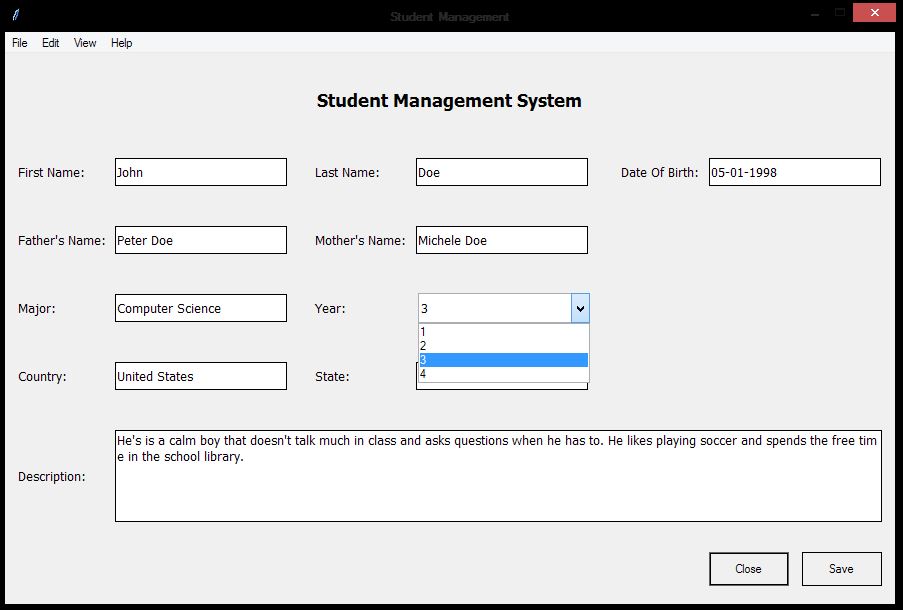 Student Management
File Edit View Help
Student Management System
First Name: John Last Name: Doe Date Of Birth: 05-01-1998
Father's Name: Peter Doe Mother's Name: Michele Doe
Major: Computer Science Year: 3
1
2
3
4
Country: United States State:
Description: He's is a calm boy that doesn't talk much in class and asks questions when he has to. He likes playing soccer and spends the free tim
e in the school library.
Close Save